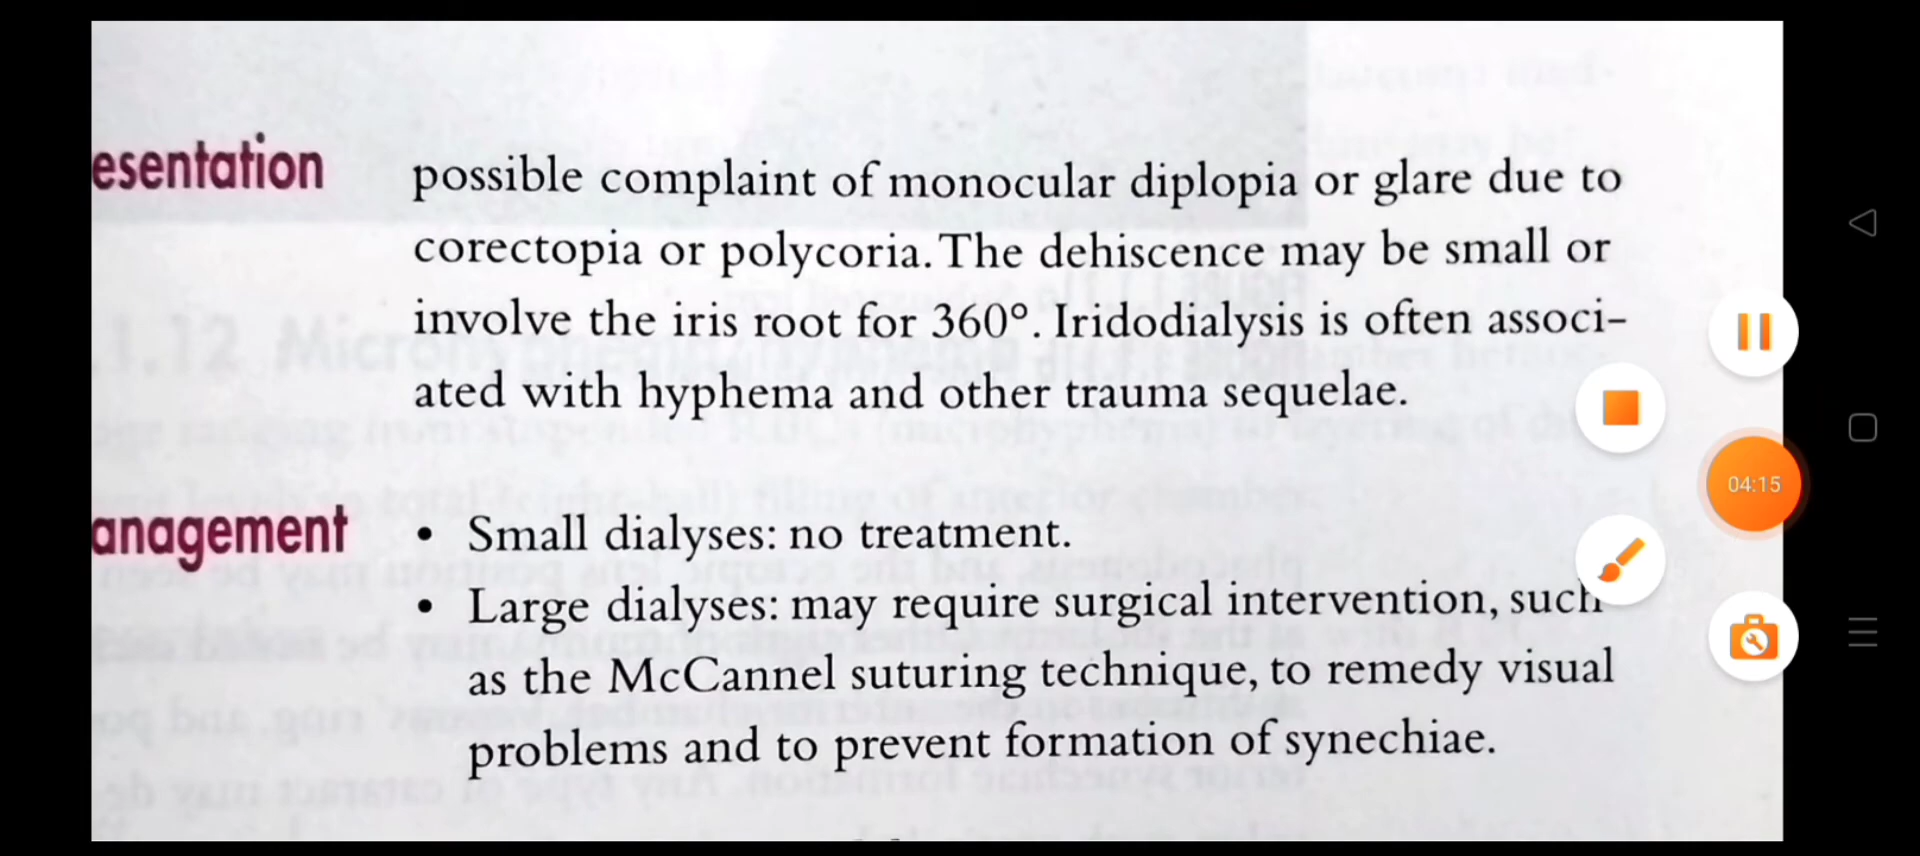 esentation
possible complaint of monocular diplopia or glare due to
corectopia or polycoria. The dehiscence may be small or
involve the iris root for 360°. Iridodialysis is often associ-
ated with hyphema and other trauma sequelae.
anagement
• Small dialyses: no treatment.
• Large dialyses: may require surgical intervention, such
as the McCannel suturing technique, to remedy visual
problems and to prevent formation of synechiae.
04:15